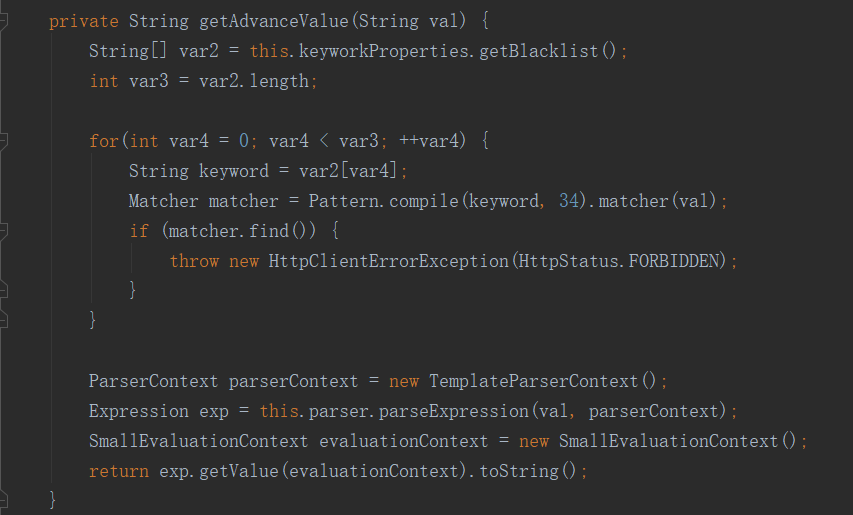 private String getAdvanceValue(String val) {
String[] var2 = this.keyworkProperties.getBlacklist();
int var3 = var2.length;
for(int var4 = 0; var4 < var3; ++var4) {
String keyword = var2[var4];
Matcher matcher = Pattern.compile(keyword, 34).matcher(val);
if (matcher.find()) {
throw new HttpClientErrorException(HttpStatus.FORBIDDEN);
}
}
ParserContext parserContext = new TemplateParserContext();
Expression exp = this.parser.parseExpression(val, parserContext);
SmallEvaluationContext evaluationContext = new SmallEvaluationContext();
return exp.getValue(evaluationContext).toString();
}